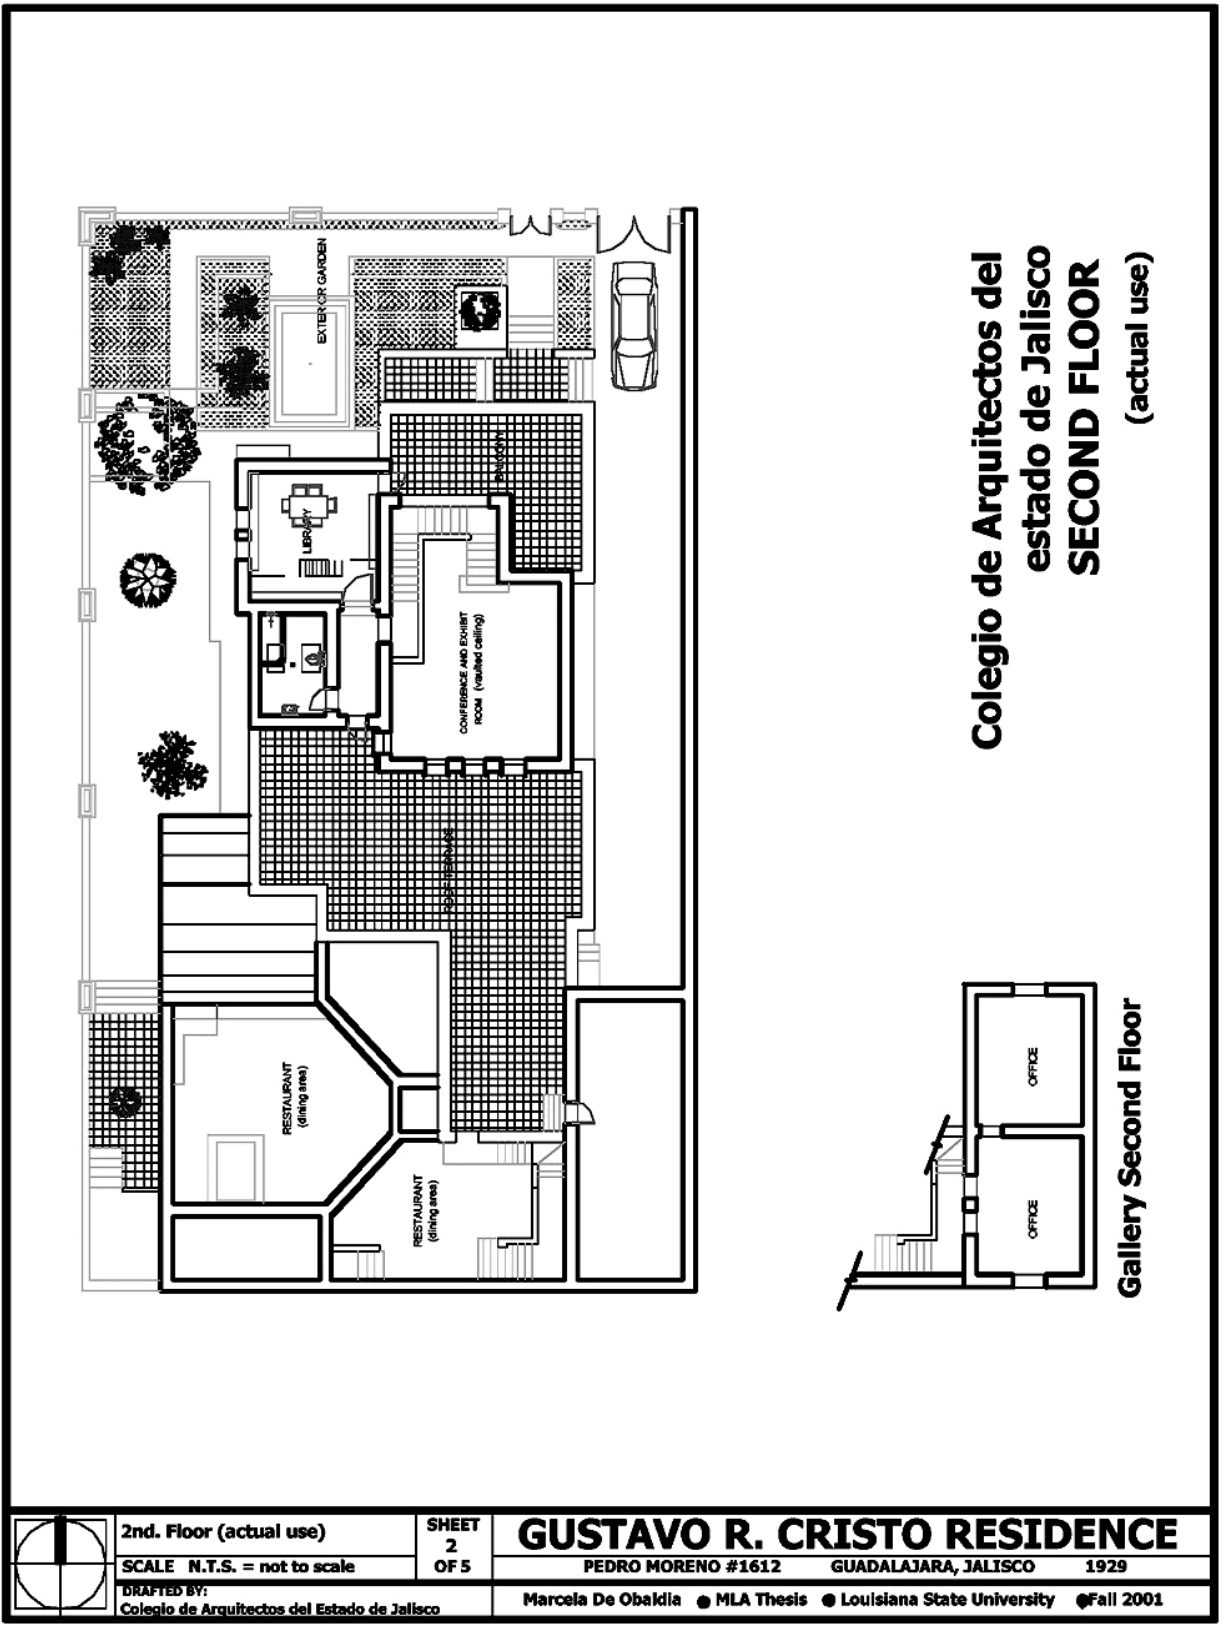 Colegio de Arquitectos del
estado de Jalisco
SECOND FLOOR
(actual use)
EXTERIOR GARDEN
BALCONY
LIBRARY
CONFERENCE AND EXHIBIT
ROOM (vaulted ceiling)
ROOF TERRACE
RESTAURANT
(dining area)
RESTAURANT
(dining area)
OFFICE
OFFICE
Gallery Second Floor
2nd. Floor (actual use)
SCALE N.T.S. = not to scale
DRAFTED BY:
Colegio de Arquitectos del Estado de Jalisco
SHEET
2
OF 5
GUSTAVO R. CRISTO RESIDENCE
PEDRO MORENO #1612 GUADALAJARA, JALISCO 1929
Marcela De Obaldia ● MLA Thesis ● Louisiana State University ●Fall 2001